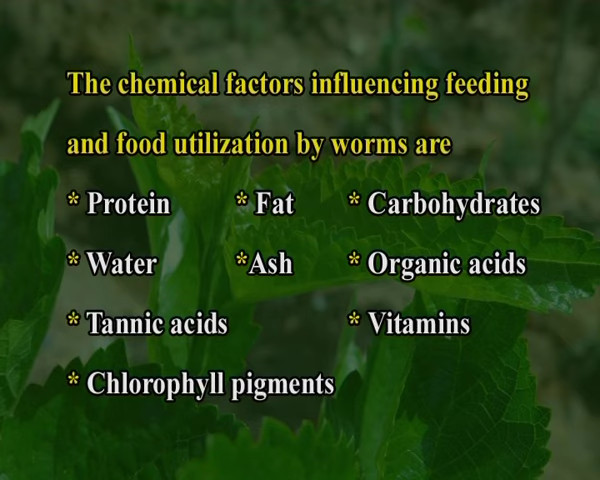 The chemical factors influencing feeding
and food utilization by worms are
* Protein * Fat * Carbohydrates
* Water *Ash * Organic acids
* Tannic acids * Vitamins
* Chlorophyll pigments